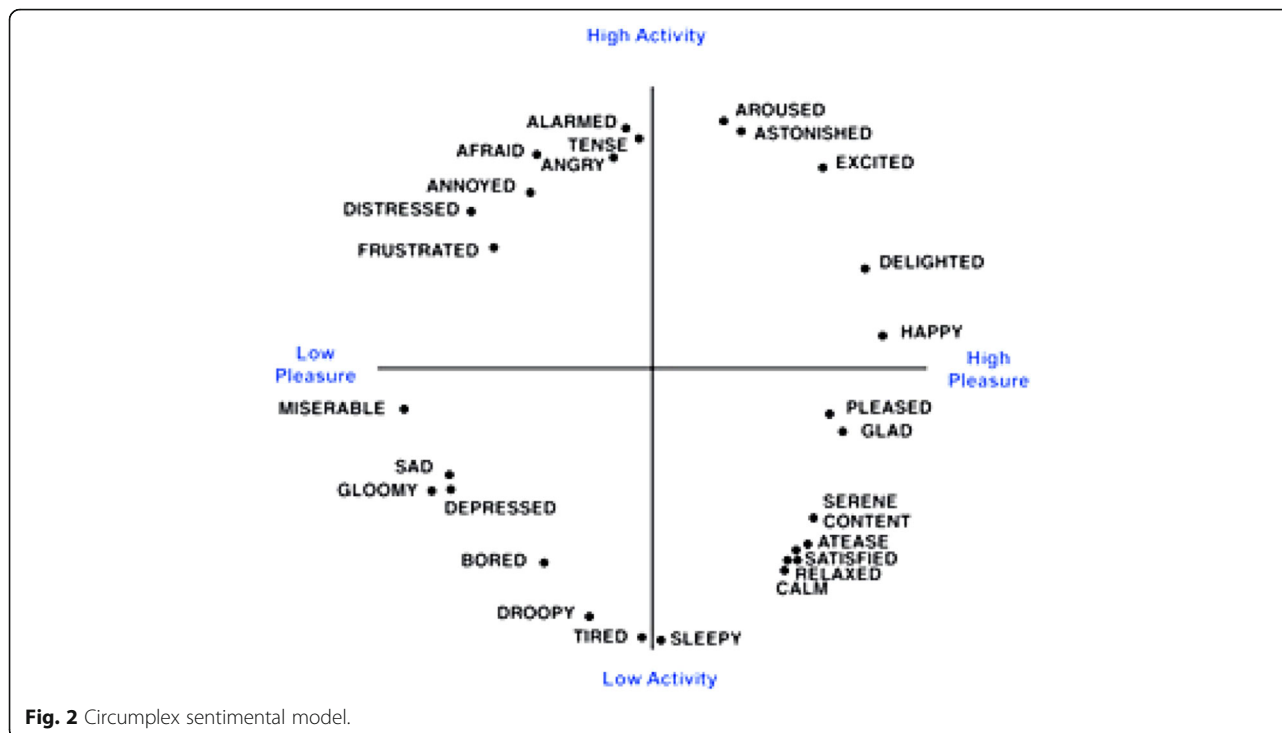 High Activity
AROUSED
ALARMED
ASTONISHED
TENSE
AFRAID
ANGRY
EXCITED
ANNOYED
DISTRESSED
FRUSTRATED
DELIGHTED
HAPPY
Low
Pleasure
High
Pleasure
MISERABLE
PLEASED
GLAD
SAD
GLOOMY
DEPRESSED
SERENE
CONTENT
ATEASE
SATISFIED
RELAXED
CALM
BORED
DROOPY
TIRED
SLEEPY
Low Activity
Fig. 2 Circumplex sentimental model.